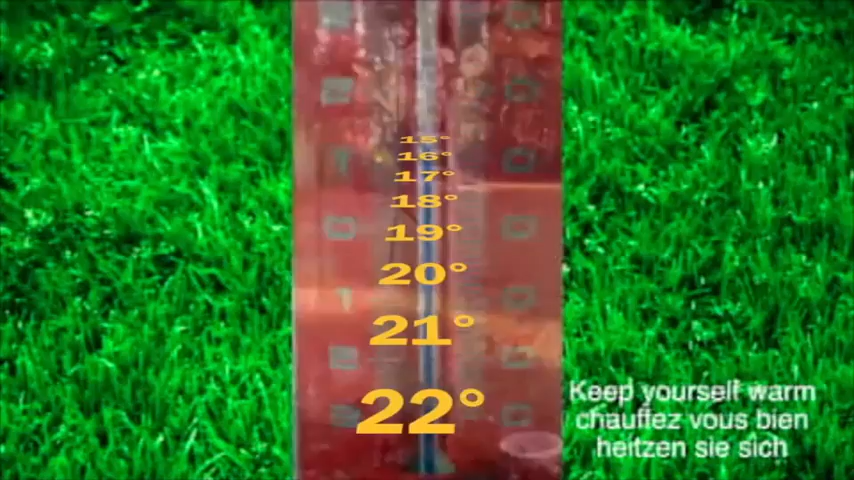 15°
16°
17°
18°
19°
20°
21°
22°
Keep yourself warm
chauffez vous bien
heitzen sie sich